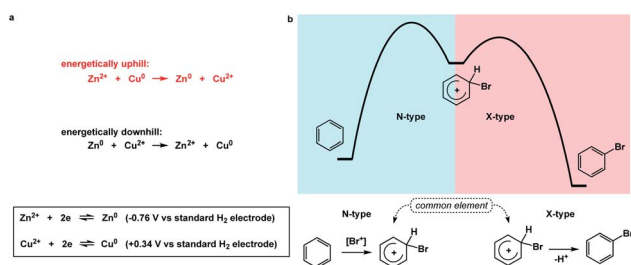 a
energetically uphill:
Zn²⁺ + Cu⁰ → Zn⁰ + Cu²⁺
energetically downhill:
Zn⁰ + Cu²⁺ → Zn²⁺ + Cu⁰
Zn²⁺ + 2e ⇌ Zn⁰ (-0.76 V vs standard H₂ electrode)
Cu²⁺ + 2e ⇌ Cu⁰ (+0.34 V vs standard H₂ electrode)
b
H
Br
+
N-type
X-type
Br
common element
N-type
X-type
[Br⁺]
H
Br
+
H
Br
+
-H⁺
Br